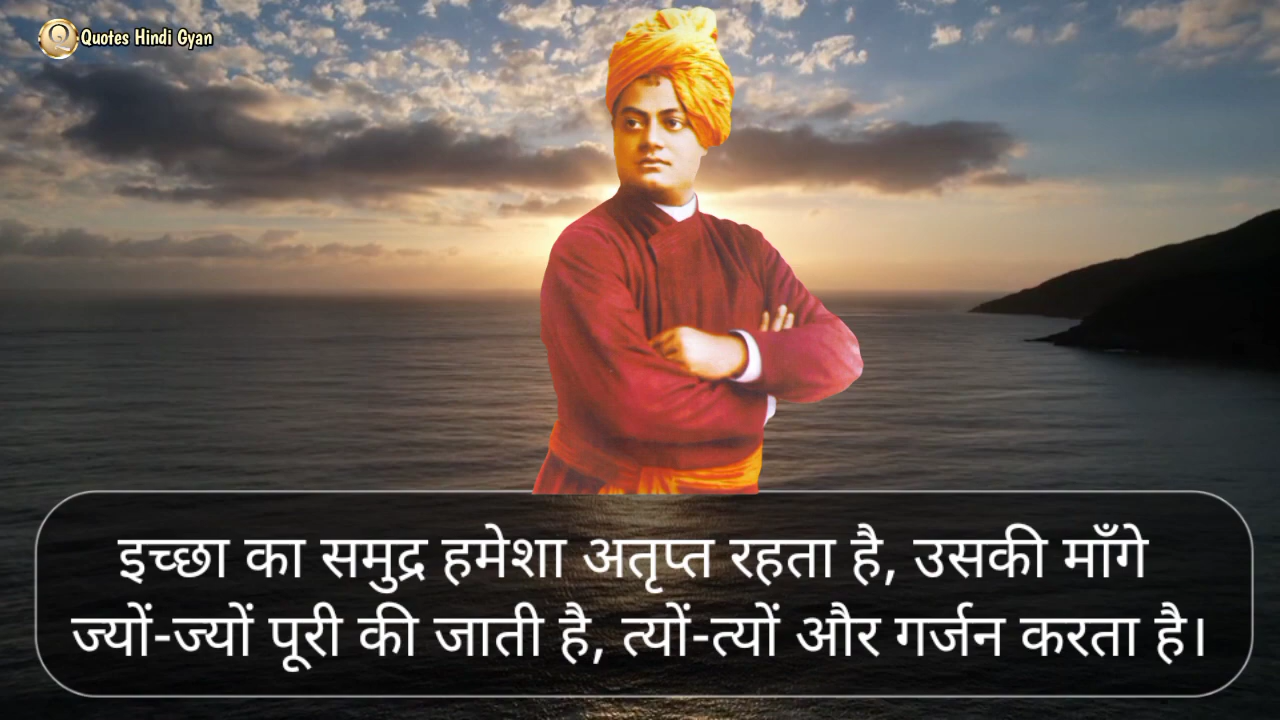 Quotes Hindi Gyan
इच्छा का समुद्र हमेशा अतृप्त रहता है, उसकी माँगे
ज्यों-ज्यों पूरी की जाती है, त्यों-त्यों और गर्जन करता है।